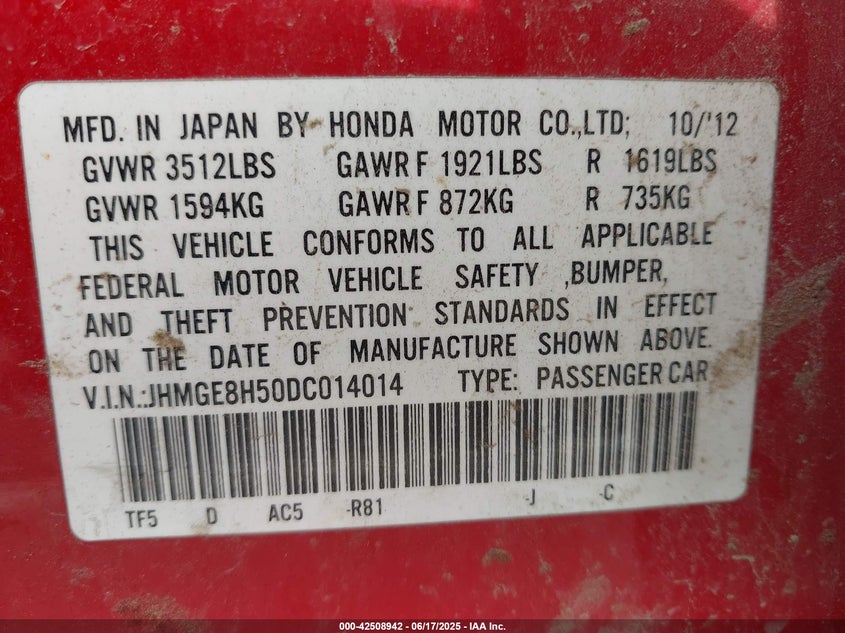 MFD. IN JAPAN BY HONDA MOTOR CO.,LTD; 10/'12
GVWR 3512LBS GAWR F 1921LBS R 1619LBS
GVWR 1594KG GAWR F 872KG R 735KG
THIS VEHICLE CONFORMS TO ALL APPLICABLE
FEDERAL MOTOR VEHICLE SAFETY ,BUMPER,
AND THEFT PREVENTION STANDARDS IN EFFECT
ON THE DATE OF MANUFACTURE SHOWN ABOVE.
V.I.N.:JHMGE8H50DC014014 TYPE: PASSENGER CAR
TF5 D AC5 -R81 -J -C
000-42508942 - 06/17/2025 - IAA Inc.